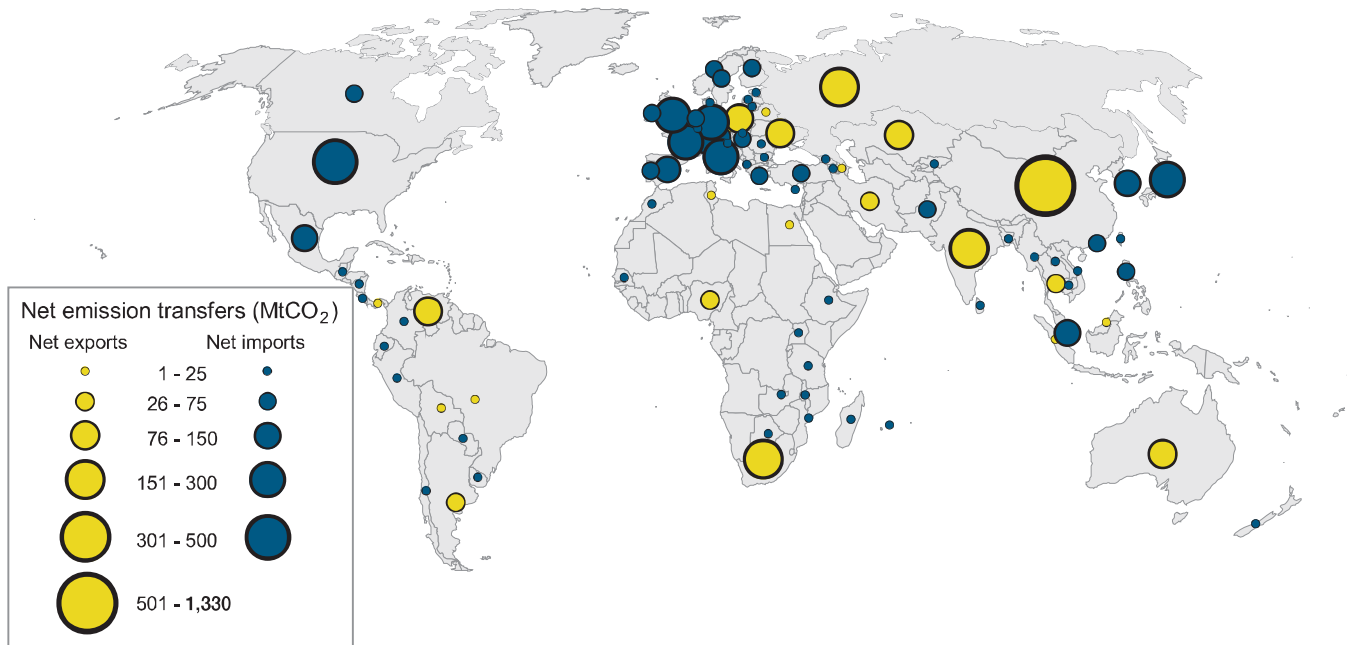 Net emission transfers (MtCO₂)
Net exports Net imports
1 - 25
26 - 75
76 - 150
151 - 300
301 - 500
501 - 1,330